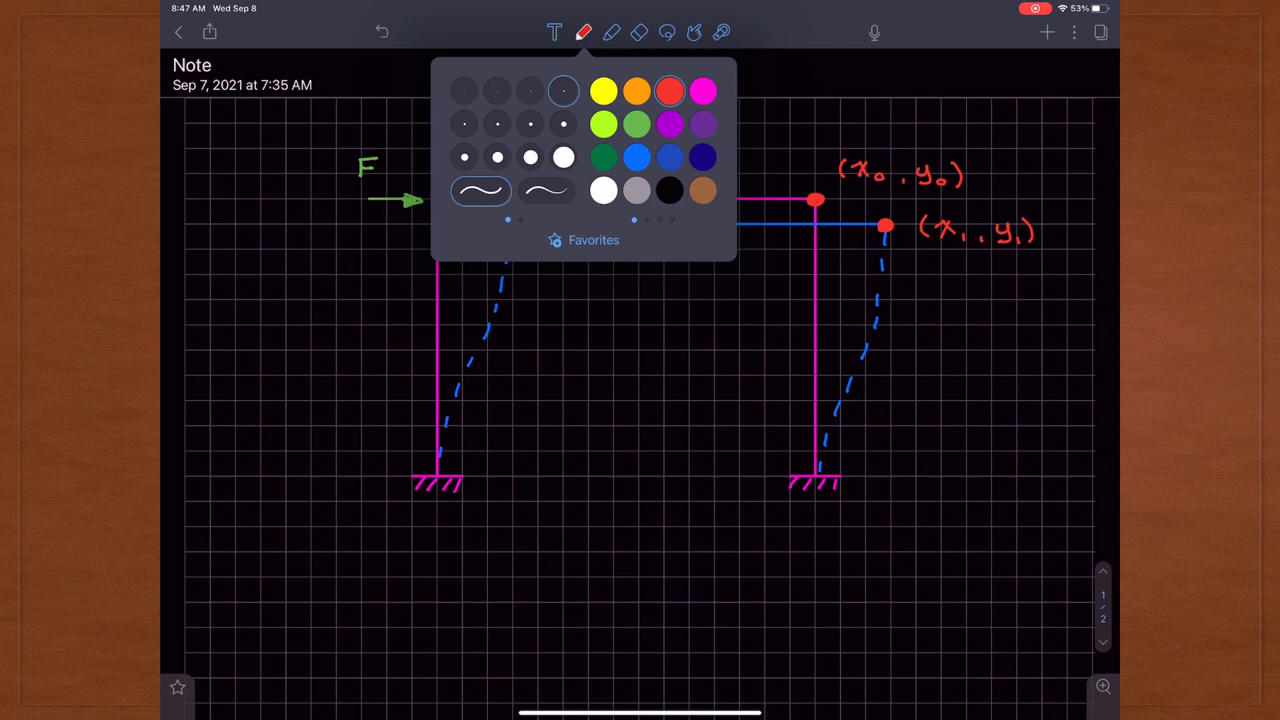 8:47 AM Wed Sep 8
53%
T
Note
Sep 7, 2021 at 7:35 AM
F
(x₀, y₀)
(x₁, y₁)
Favorites
1
/
2